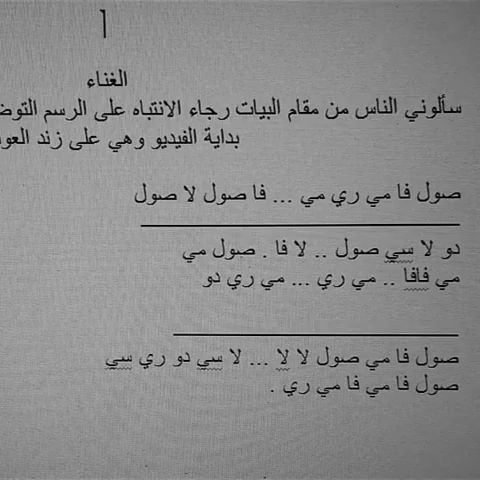 1
الغناء
سألوني الناس من مقام البيات رجاء الانتباه على الرسم
بداية الفيديو وهي على زند
صول فا مي ري مي ... فا صول لا صول
دو لا سي صول .. لا فا . صول مي
مي فافا .. مي ري ... مي ري دو
صول فا مي صول لا لا ... لا سي دو ري سي
صول فا مي فا مي ري .